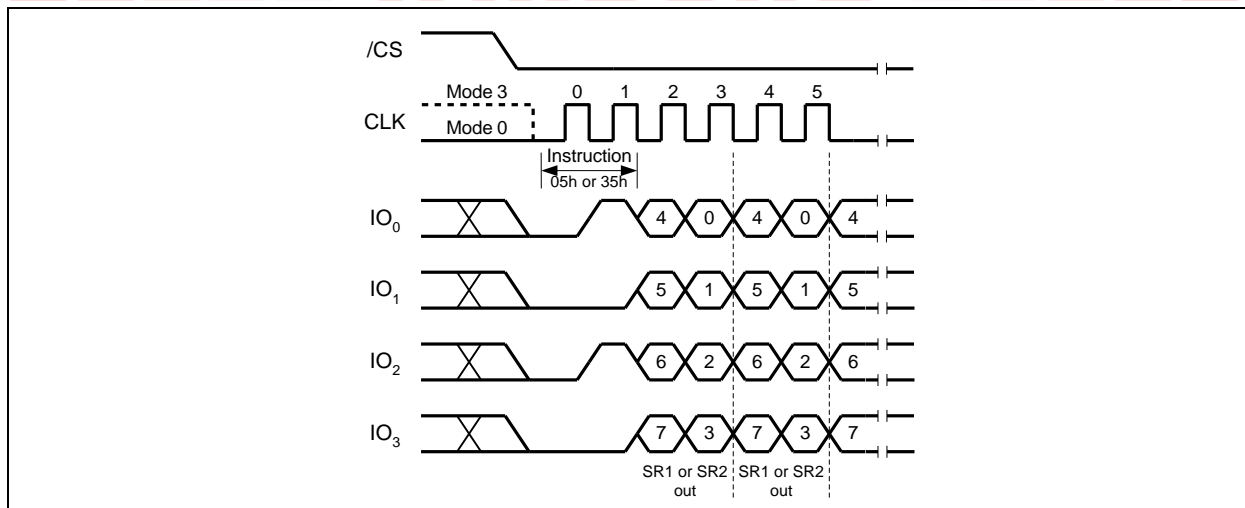 /CS
Mode 3 0 1 2 3 4 5
CLK
Mode 0
Instruction
05h or 35h
IO0 4 0 4 0 4
IO1 5 1 5 1 5
IO2 6 2 6 2 6
IO3 7 3 7 3 7
SR1 or SR2 SR1 or SR2
out out